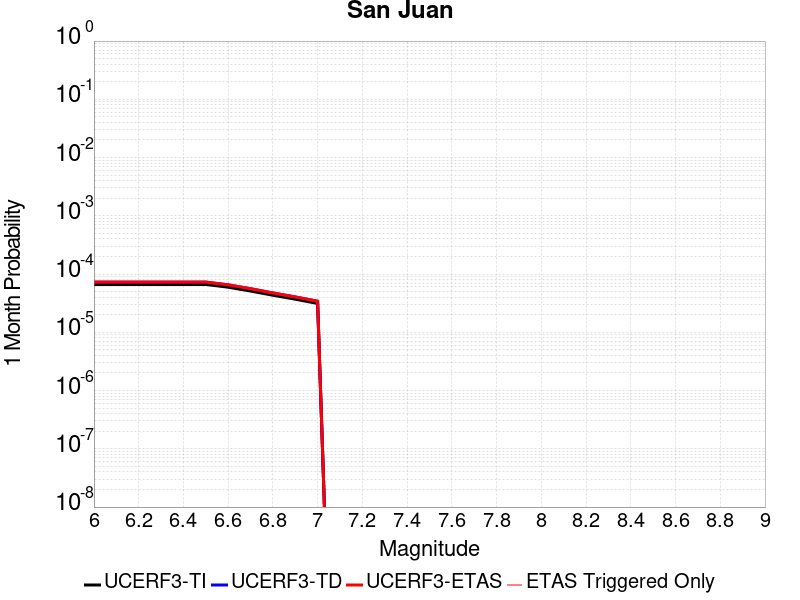 San Juan
10^0
10^-1
10^-2
10^-3
10^-4
10^-5
10^-6
10^-7
10^-8
1 Month Probability
6 6.2 6.4 6.6 6.8 7 7.2 7.4 7.6 7.8 8 8.2 8.4 8.6 8.8 9
Magnitude
UCERF3-TI UCERF3-TD UCERF3-ETAS ETAS Triggered Only